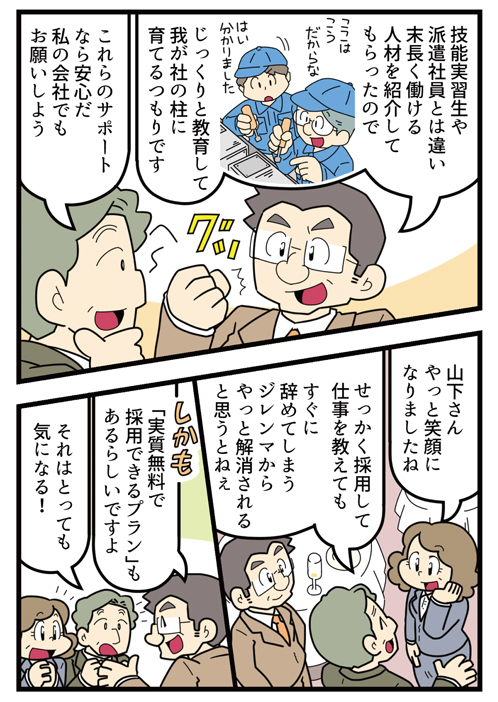 技能実習生や
派遣社員とは違い
末長く働ける
人材を紹介して
もらったので
ここは
こう
だからな
はい
分かりました
じっくりと教育して
我が社の柱に
育てるつもりです
グッ
これらのサポート
なら安心だ
私の会社でも
お願いしよう
山下さん
やっと笑顔に
なりましたね
せっかく採用して
仕事を教えても
すぐに
辞めてしまう
ジレンマから
やっと解消される
と思うとねぇ
しかも
「実質無料で
採用できるプラン」も
あるらしいですよ
それはとっても
気になる！